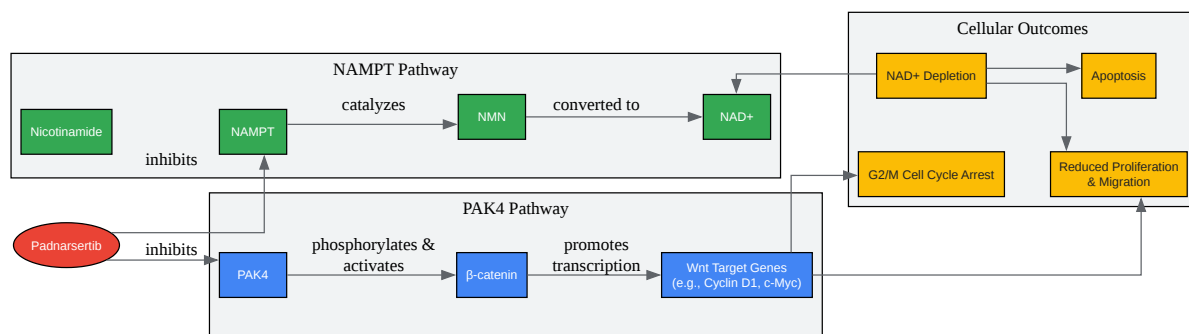 Cellular Outcomes
NAMPT Pathway
NAD+ Depletion
Apoptosis
catalyzes
converted to
Nicotinamide
NAMPT
NMN
NAD+
inhibits
G2/M Cell Cycle Arrest
Reduced Proliferation
& Migration
PAK4 Pathway
Padnarsertib
inhibits
phosphorylates &
activates
promotes
transcription
PAK4
β-catenin
Wnt Target Genes
(e.g., Cyclin D1, c-Myc)